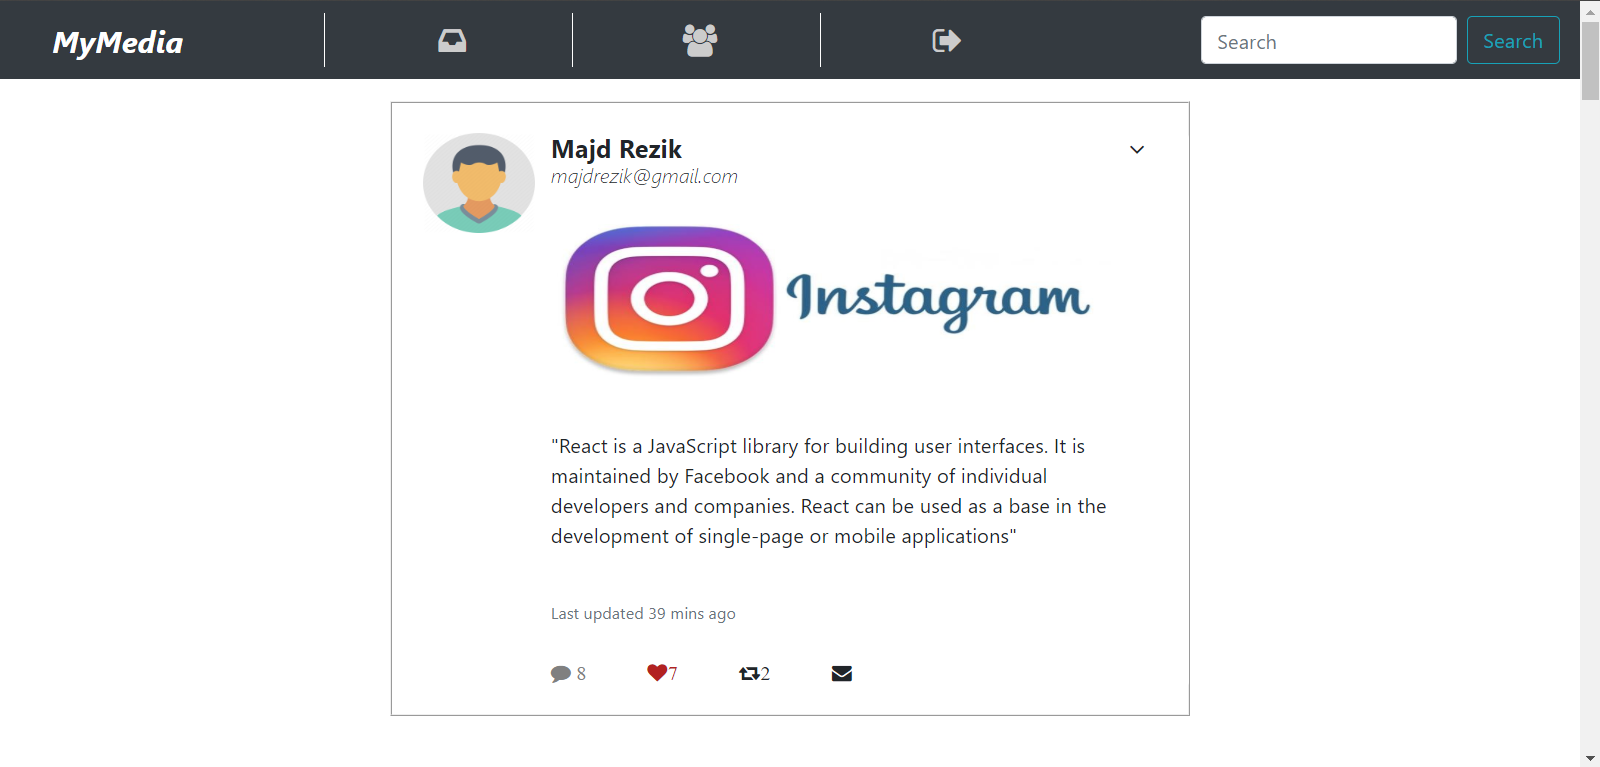 MyMedia
Search
Search
Majd Rezik
majdrezik@gmail.com
Instagram
"React is a JavaScript library for building user interfaces. It is
maintained by Facebook and a community of individual
developers and companies. React can be used as a base in the
development of single-page or mobile applications"
Last updated 39 mins ago
8
7
2